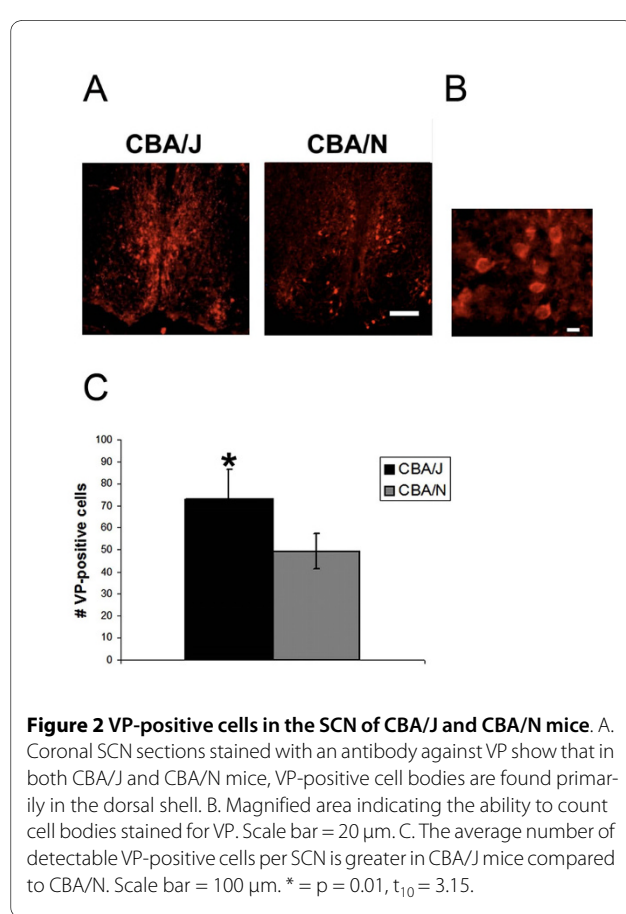 A
B
CBA/J
CBA/N
C
100
90
80
70
60
50
40
30
20
10
0
# VP-positive cells
*
CBA/J
CBA/N
Figure 2 VP-positive cells in the SCN of CBA/J and CBA/N mice. A.
Coronal SCN sections stained with an antibody against VP show that in
both CBA/J and CBA/N mice, VP-positive cell bodies are found primar-
ily in the dorsal shell. B. Magnified area indicating the ability to count
cell bodies stained for VP. Scale bar = 20 μm. C. The average number of
detectable VP-positive cells per SCN is greater in CBA/J mice compared
to CBA/N. Scale bar = 100 μm. * = p = 0.01, t10 = 3.15.